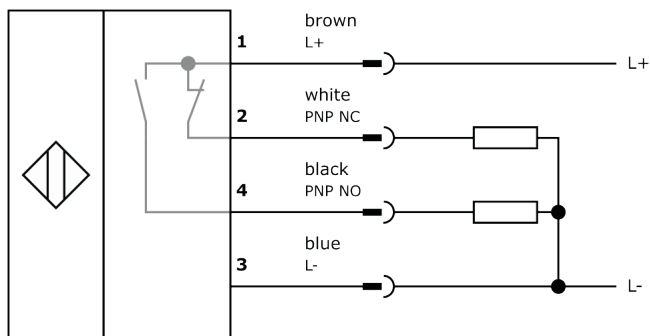 brown
1
L+
L+
white
2
PNP NC
black
4
PNP NO
blue
3
L-
L-